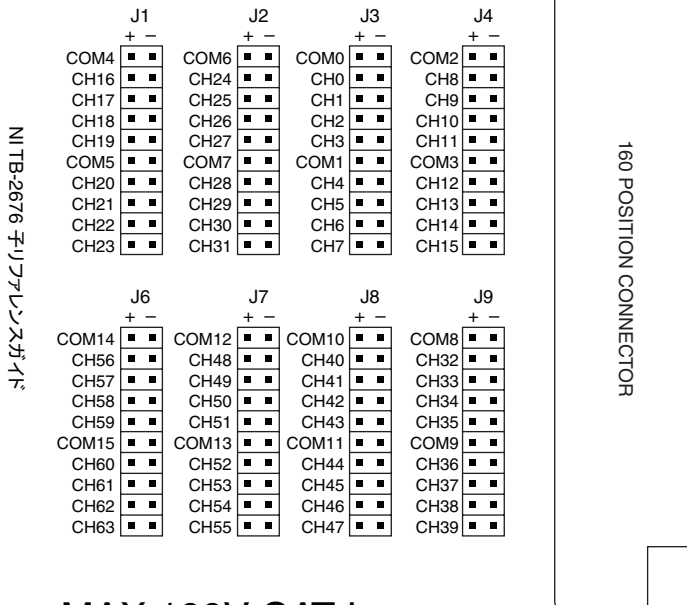 J1 J2 J3 J4
+ − + − + − + −
COM4 COM6 COM0 COM2
CH16 CH24 CH0 CH8
CH17 CH25 CH1 CH9
CH18 CH26 CH2 CH10
CH19 CH27 CH3 CH11
COM5 COM7 COM1 COM3
CH20 CH28 CH4 CH12
CH21 CH29 CH5 CH13
CH22 CH30 CH6 CH14
CH23 CH31 CH7 CH15
J6 J7 J8 J9
+ − + − + − + −
COM14 COM12 COM10 COM8
CH56 CH48 CH40 CH32
CH57 CH49 CH41 CH33
CH58 CH50 CH42 CH34
CH59 CH51 CH43 CH35
COM15 COM13 COM11 COM9
CH60 CH52 CH44 CH36
CH61 CH53 CH45 CH37
CH62 CH54 CH46 CH38
CH63 CH55 CH47 CH39
NI TB-2676 子リファレンスガイド
160 POSITION CONNECTOR